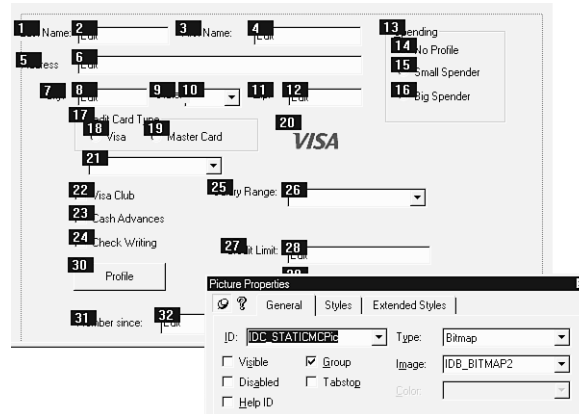 1 Name: 2 Edit 3 Name: 4 Edit 13 Spending
14 No Profile
5 Address 6 Edit
15 Small Spender
7 8 Edit 9 10 11 12 Edit
16 Big Spender
17 Credit Card Type
18 Visa 19 Master Card
20 VISA
21
22 Visa Club 25 Salary Range: 26
23 Cash Advances
24 Check Writing
27 Credit Limit: 28 Edit
30 Profile
31 Member since: 32 Edit
Picture Properties
General Styles Extended Styles
ID: IDC_STATICMCPic Type: Bitmap
Visible Group Image: IDB_BITMAP2
Disabled Tabstop Color:
Help ID